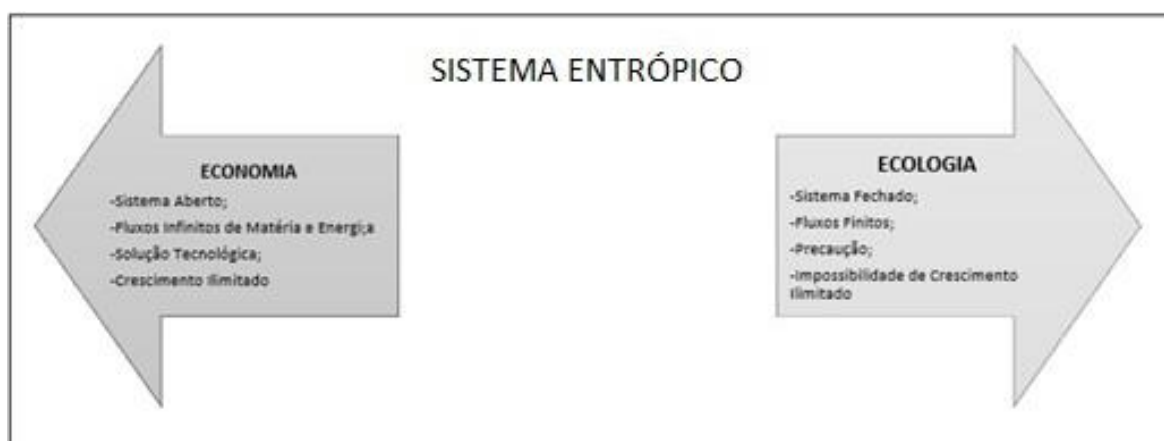 SISTEMA ENTRÓPICO
ECONOMIA
-Sistema Aberto;
-Fluxos Infinitos de Matéria e Energi;a
-Solução Tecnológica;
-Crescimento Ilimitado
ECOLOGIA
-Sistema Fechado;
-Fluxos Finitos;
-Precaução;
-Impossibilidade de Crescimento
Ilimitado